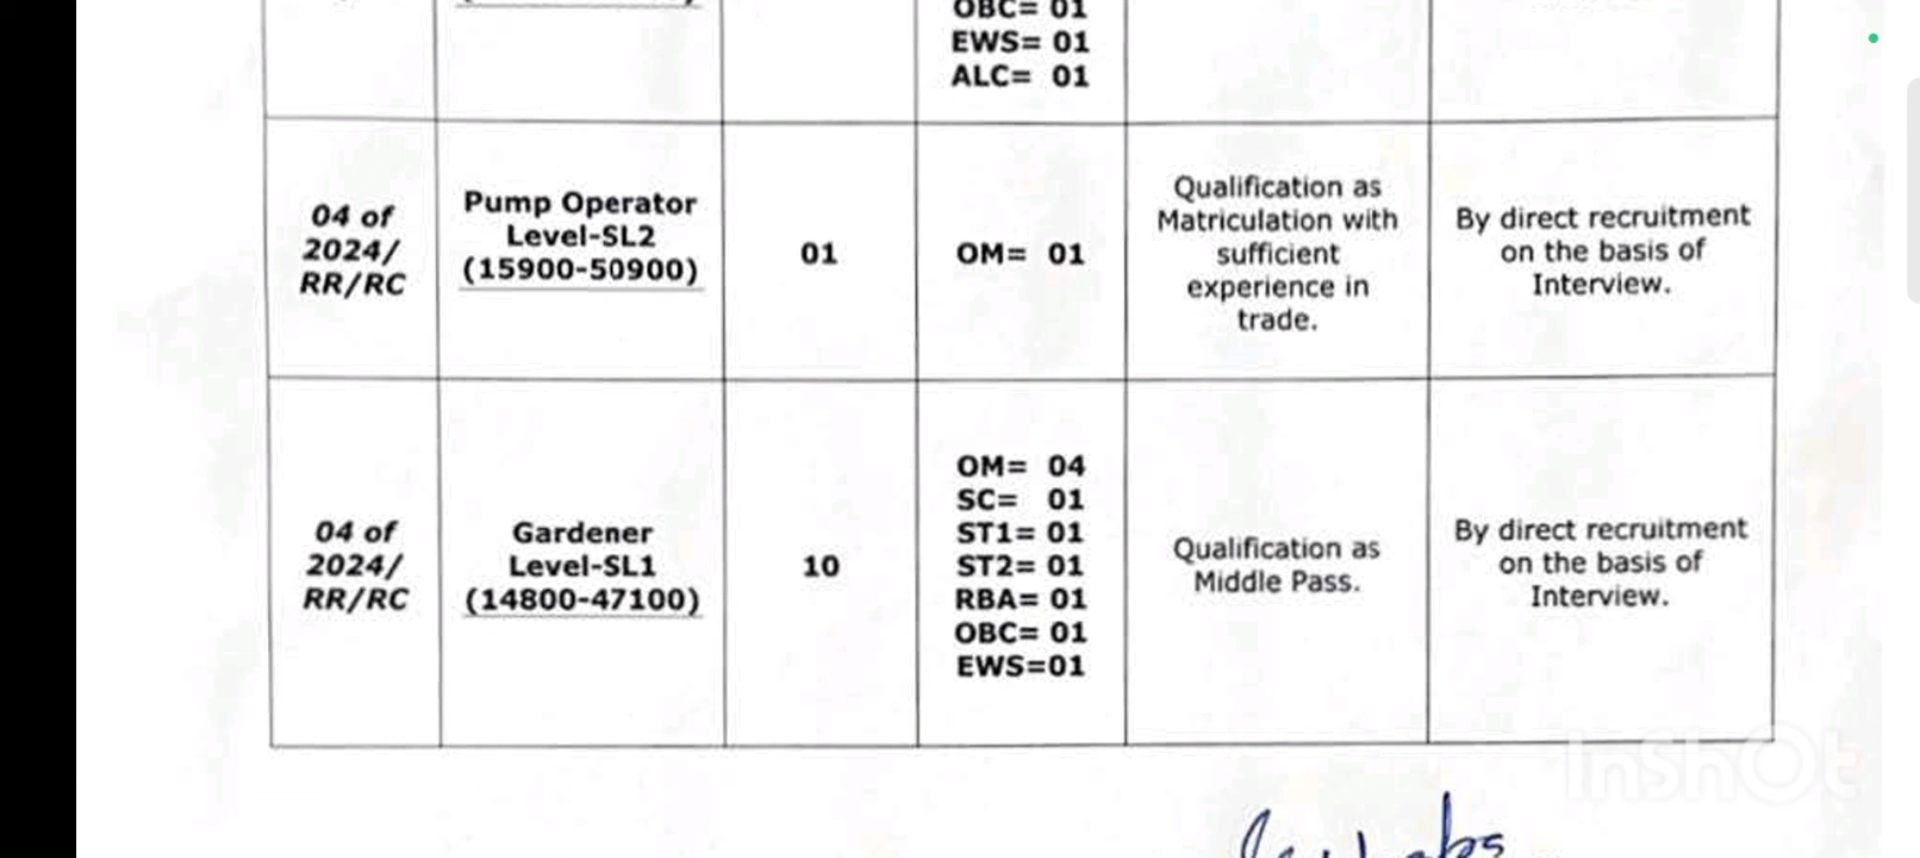 OBC= 01
EWS= 01
ALC= 01
04 of
2024/
RR/RC
Pump Operator
Level-SL2
(15900-50900)
01
OM= 01
Qualification as
Matriculation with
sufficient
experience in
trade.
By direct recruitment
on the basis of
Interview.
04 of
2024/
RR/RC
Gardener
Level-SL1
(14800-47100)
10
OM= 04
SC= 01
ST1= 01
ST2= 01
RBA= 01
OBC= 01
EWS=01
Qualification as
Middle Pass.
By direct recruitment
on the basis of
Interview.
InShOt